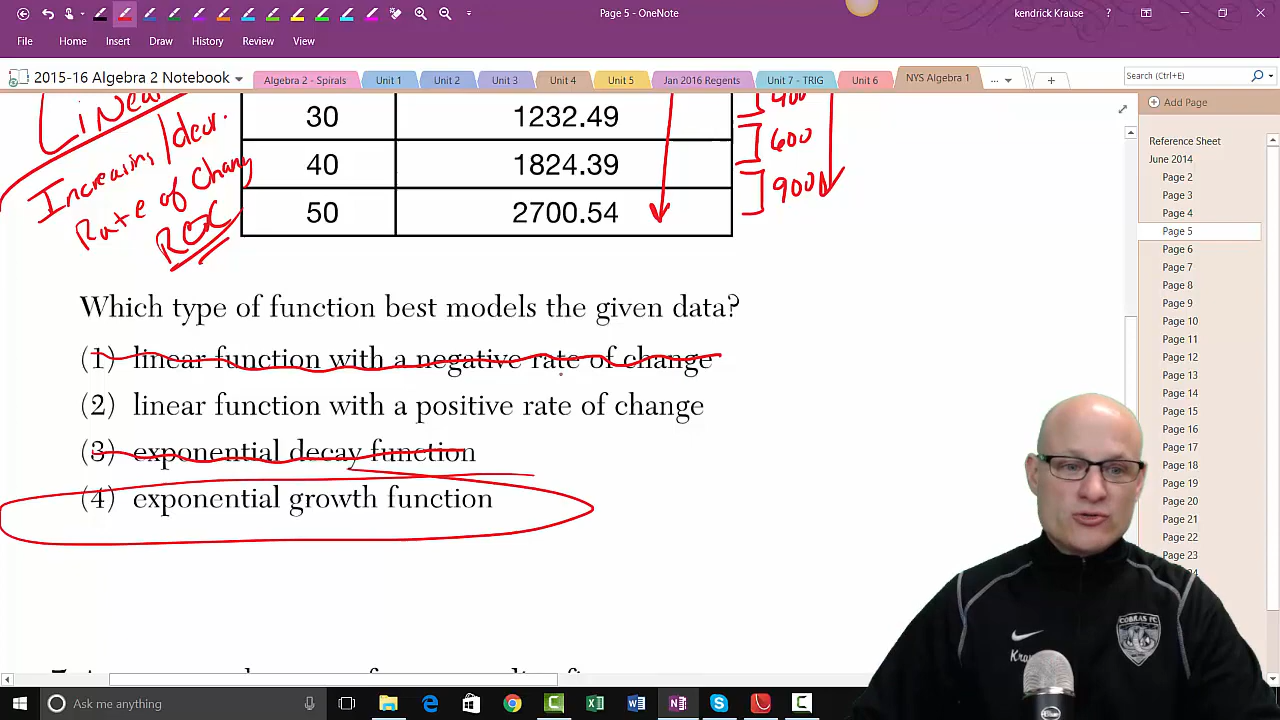 Page 5 - OneNote
kendrick Krause
?
File Home Insert Draw History Review View
2015-16 Algebra 2 Notebook
Algebra 2 - Spirals
Unit 1
Unit 2
Unit 3
Unit 4
Unit 5
Jan 2016 Regents
Unit 7 - TRIG
Unit 6
NYS Algebra 1
...
Search (Ctrl+E)
Add Page
Reference Sheet
June 2014
Page 2
Page 3
Page 4
Page 5
Page 6
Page 7
Page 8
Page 9
Page 10
Page 11
Page 12
Page 13
Page 14
Page 15
Page 16
Page 17
Page 18
Page 19
Page 20
Page 21
Page 22
Page 23
Linear
Increasing/decr.
Rate of Chang
ROC
30 1232.49
40 1824.39
50 2700.54
400
600
900
Which type of function best models the given data?
(1) linear function with a negative rate of change
(2) linear function with a positive rate of change
(3) exponential decay function
(4) exponential growth function
COBRAS FC
Ask me anything